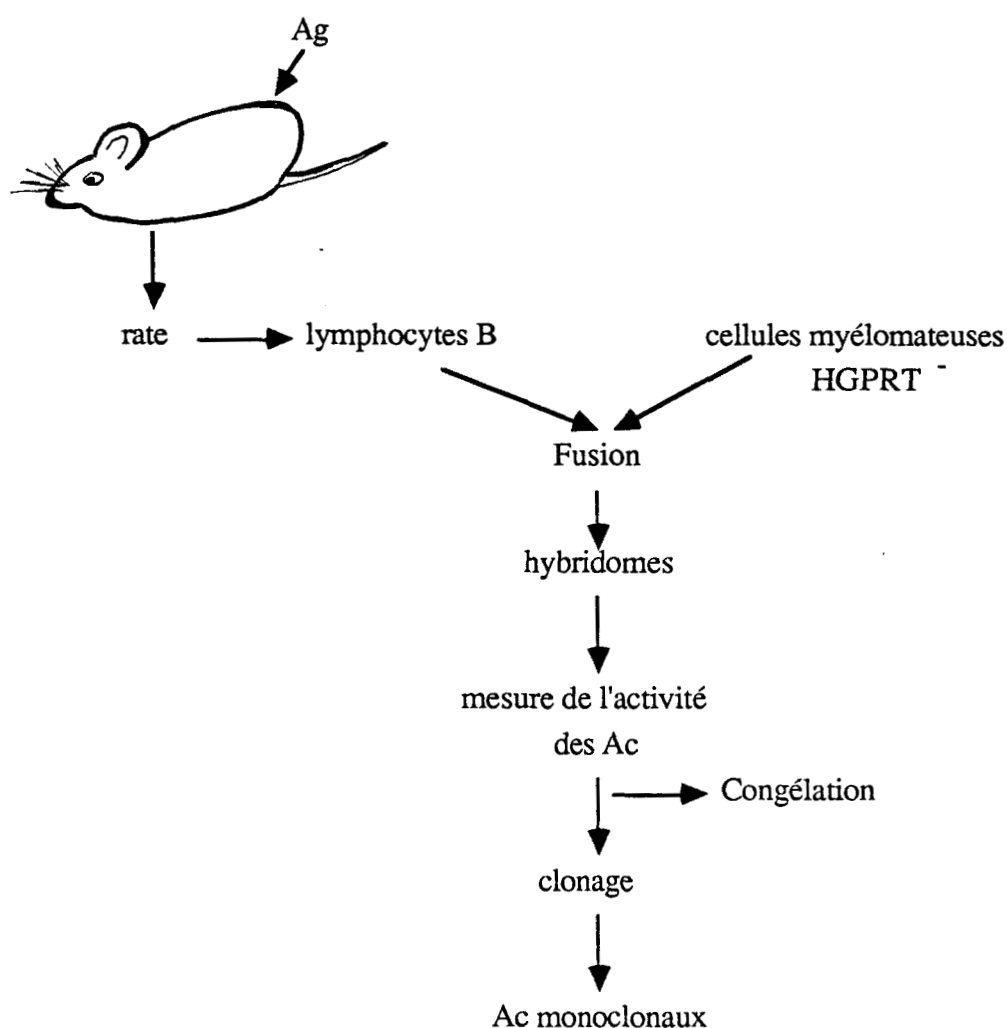 Ag
rate
lymphocytes B
cellules myélomateuses
HGPRT -
Fusion
hybridomes
mesure de l'activité
des Ac
Congélation
clonage
Ac monoclonaux